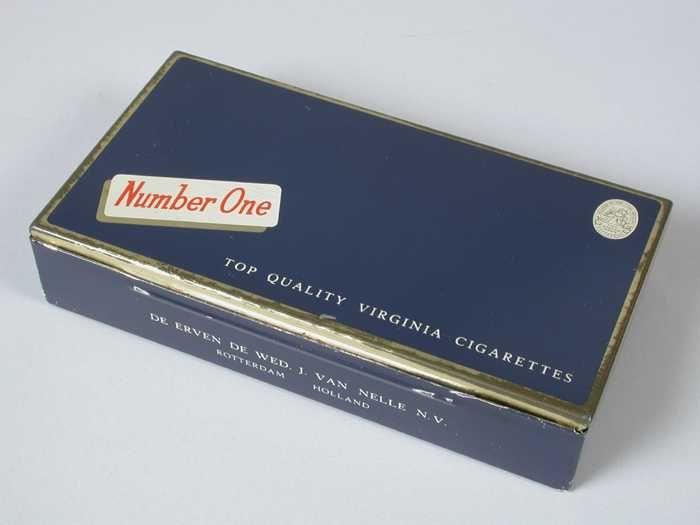 Number One
TOP QUALITY VIRGINIA CIGARETTES
DE ERVEN DE WED. J. VAN NELLE N.V.
ROTTERDAM HOLLAND